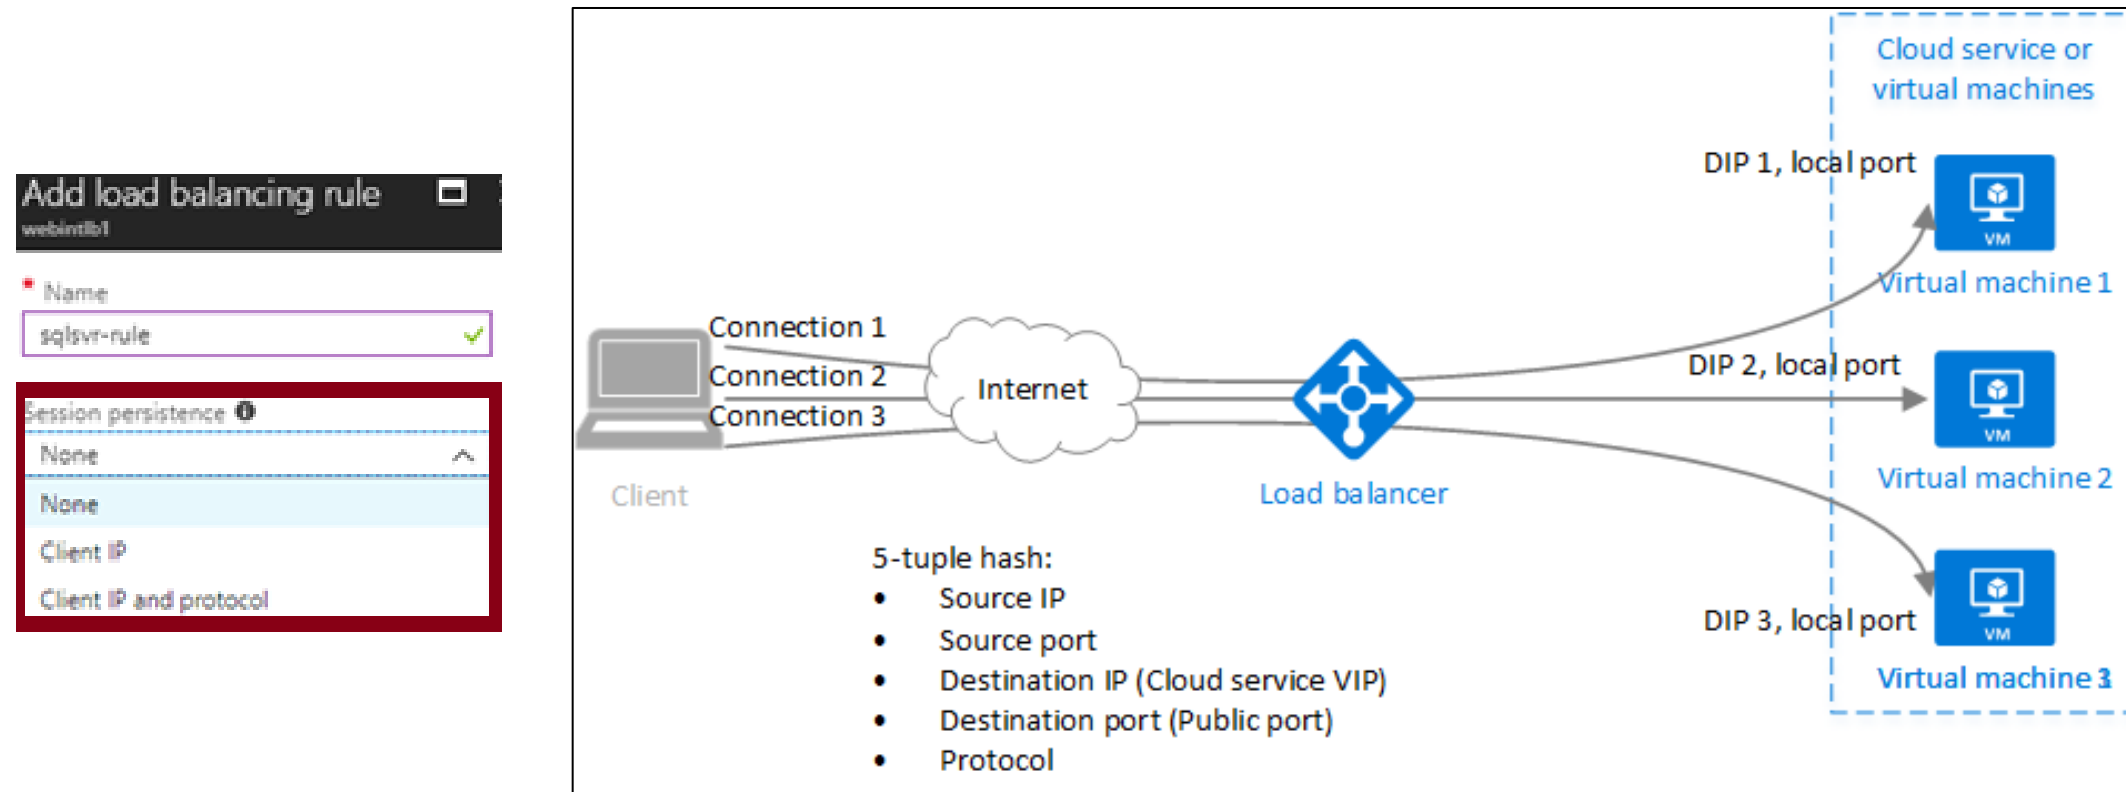 Add load balancing rule
webintlb1
* Name
sqlsvr-rule
Session persistence
None
None
Client IP
Client IP and protocol
Cloud service or
virtual machines
DIP 1, local port
VM
Virtual machine 1
Connection 1
Connection 2
Connection 3
Internet
DIP 2, local port
VM
Virtual machine 2
Client
Load balancer
DIP 3, local port
VM
Virtual machine 3
5-tuple hash:
• Source IP
• Source port
• Destination IP (Cloud service VIP)
• Destination port (Public port)
• Protocol